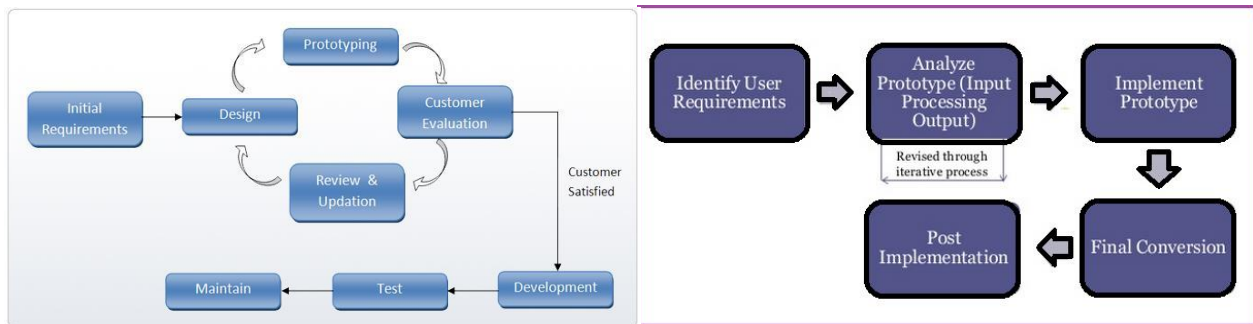 Prototyping
Initial
Requirements
Design
Customer
Evaluation
Review &
Updation
Customer
Satisfied
Maintain
Test
Development
Identify User
Requirements
Analyze
Prototype (Input
Processing
Output)
Implement
Prototype
Revised through
iterative process
Post
Implementation
Final Conversion